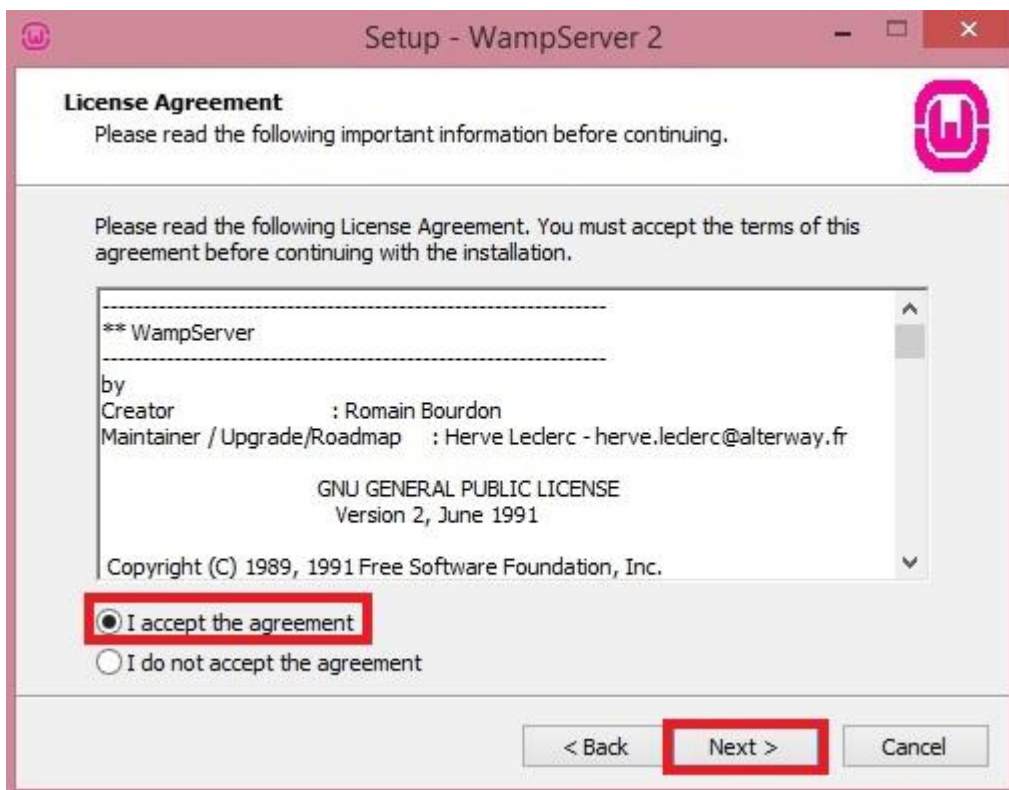 Setup - WampServer 2
License Agreement
Please read the following important information before continuing.
Please read the following License Agreement. You must accept the terms of this
agreement before continuing with the installation.
---------------------------------------------------------------
** WampServer
---------------------------------------------------------------
by
Creator : Romain Bourdon
Maintainer / Upgrade/Roadmap : Herve Leclerc - herve.leclerc@alterway.fr
GNU GENERAL PUBLIC LICENSE
Version 2, June 1991
Copyright (C) 1989, 1991 Free Software Foundation, Inc.
I accept the agreement
I do not accept the agreement
< Back Next > Cancel